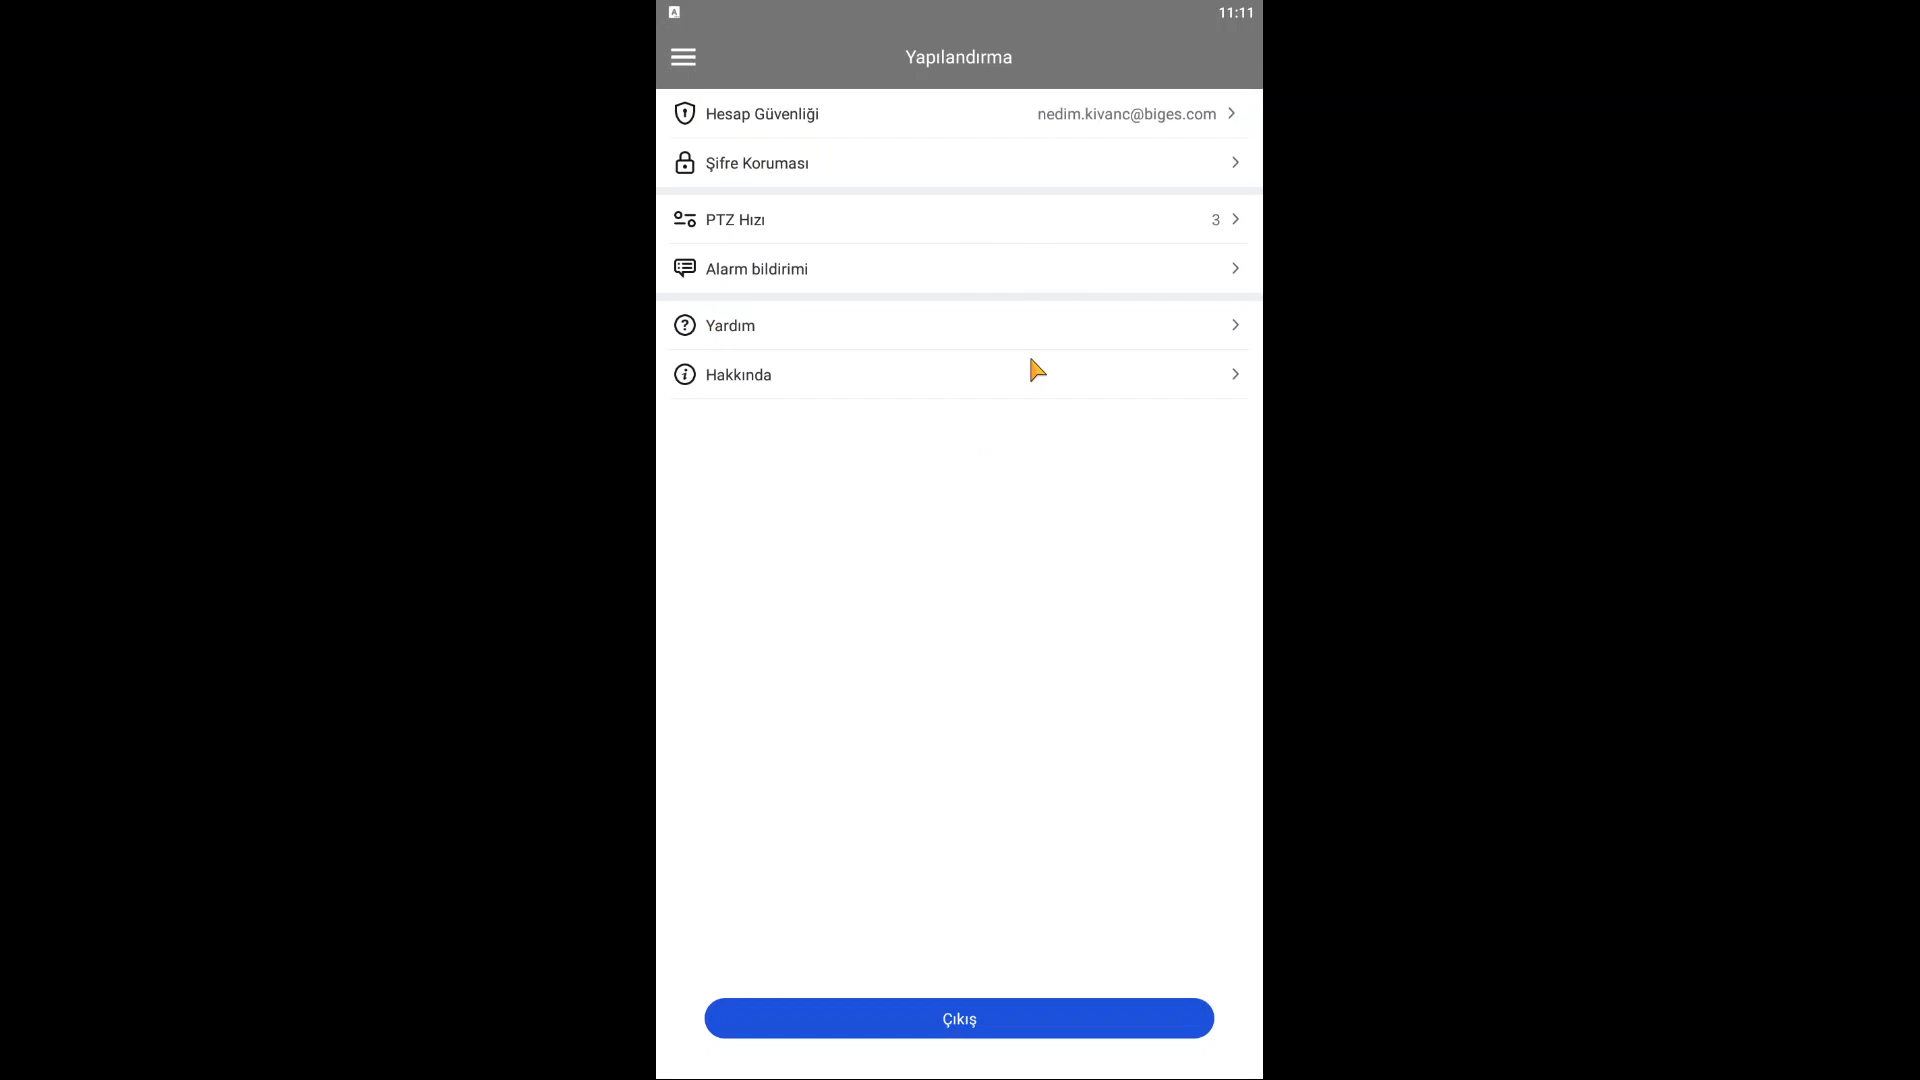 11:11
Yapılandırma
Hesap Güvenliği nedim.kivanc@biges.com
Şifre Koruması
PTZ Hızı 3
Alarm bildirimi
Yardım
Hakkında
Çıkış